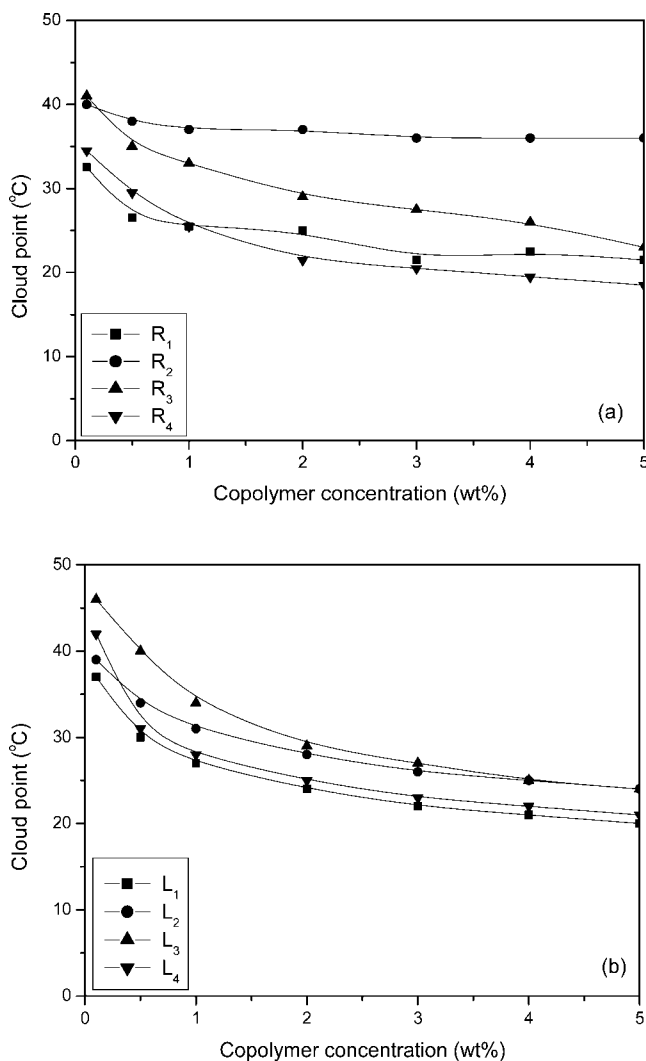 50
40
30
20
10
0
Cloud point (°C)
R₁
R₂
R₃
R₄
(a)
0 1 2 3 4 5
Copolymer concentration (wt%)
50
40
30
20
10
0
Cloud point (°C)
L₁
L₂
L₃
L₄
(b)
0 1 2 3 4 5
Copolymer concentration (wt%)